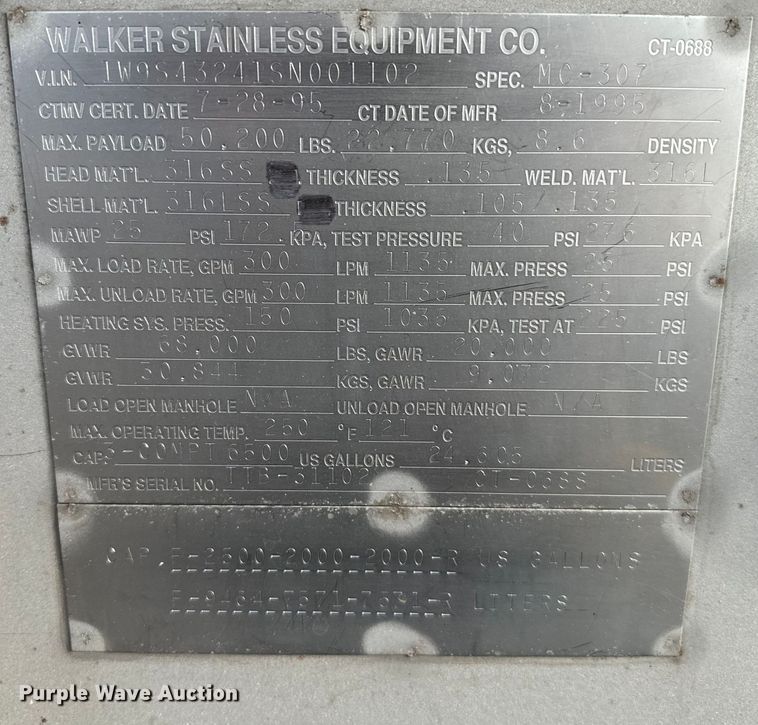 WALKER STAINLESS EQUIPMENT CO. CT-0688
V.I.N. 1W9S43241SN001102 SPEC. MC-307
CTMV CERT. DATE 7-28-95 CT DATE OF MFR 8-1995
MAX. PAYLOAD 50,200 LBS. 22,770 KGS, 8.6 DENSITY
HEAD MAT'L. 316SS THICKNESS .135 WELD. MAT'L. 316L
SHELL MAT'L. 316LSS THICKNESS .105 .135
MAWP 25 PSI 172. KPA, TEST PRESSURE 40 PSI 276 KPA
MAX. LOAD RATE, GPM 300 LPM 1135 MAX. PRESS 25 PSI
MAX. UNLOAD RATE, GPM 300 LPM 1135 MAX. PRESS 25 PSI
HEATING SYS. PRESS. 150 PSI 1035 KPA, TEST AT 225 PSI
GVWR 68,000 LBS, GAWR 20,000 LBS
GVWR 30,844 KGS, GAWR 9,072 KGS
LOAD OPEN MANHOLE N/A UNLOAD OPEN MANHOLE N/A
MAX. OPERATING TEMP. 250 °F 121 °C
CAP. 3-COMPT 6500 US GALLONS 24,605 LITERS
MFR'S SERIAL NO. TTB-31102 CT-0688
CAP. F-2500-2000-2000-R US GALLONS
F-9464-7571-7571-R LITERS
Purple Wave Auction